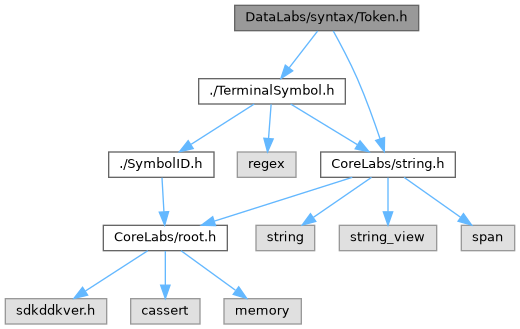 DataLabs/syntax/Token.h
./TerminalSymbol.h
./SymbolID.h
regex
CoreLabs/string.h
CoreLabs/root.h
string
string_view
span
sdkddkver.h
cassert
memory